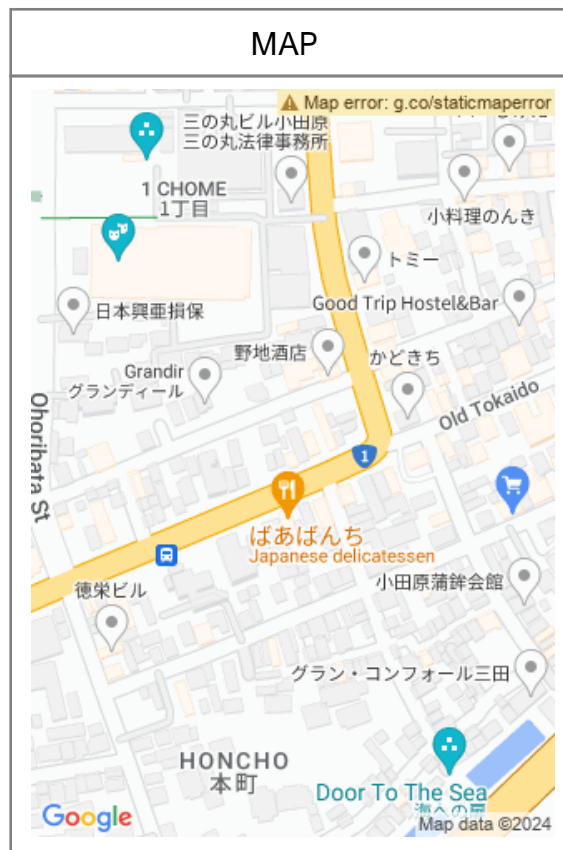 MAP
Map error: g.co/staticmaperror
三の丸ビル小田原
三の丸法律事務所
1 CHOME
1丁目
小料理のんき
トミー
日本興亜損保
Good Trip Hostel&Bar
野地酒店
かどきち
Grandir
グランディール
Ohoribata St
Old Tokaido
1
ばあばんち
Japanese delicatessen
小田原蒲鉾会館
徳栄ビル
グラン・コンフォール三田
HONCHO
本町
Door To The Sea
海への扉
Google
Map data ©2024